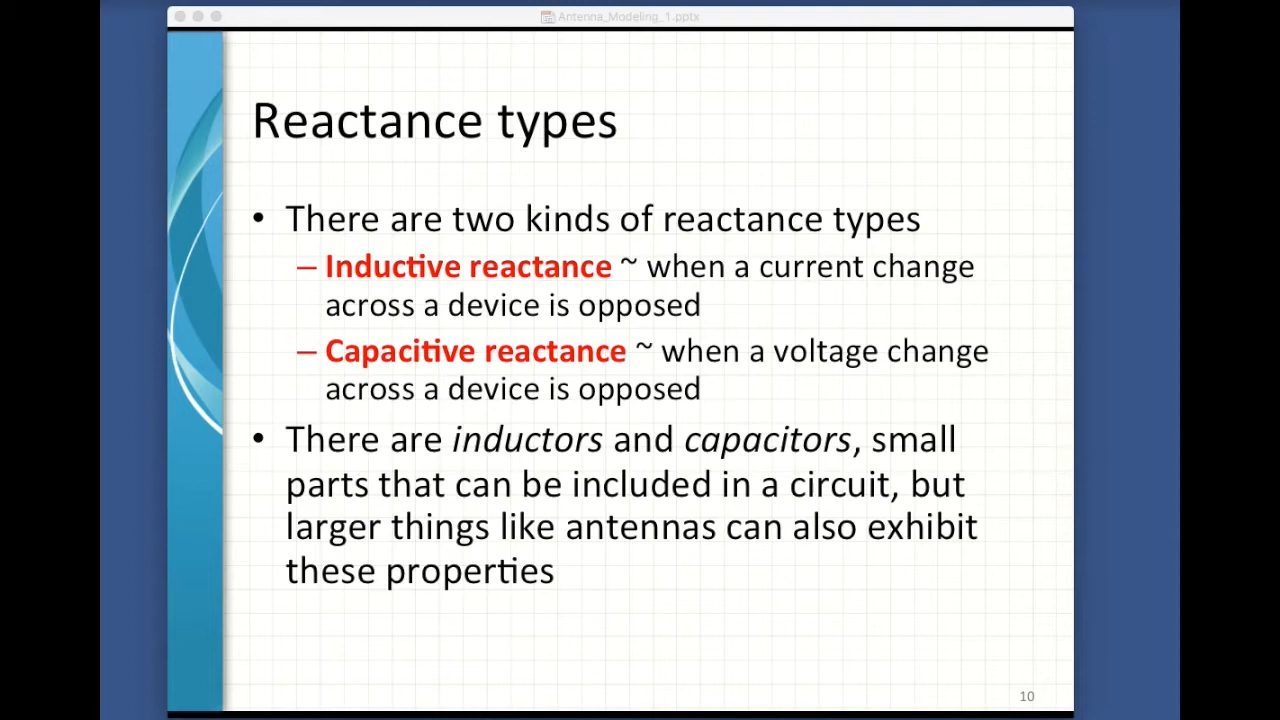 Antenna_Modeling_1.pptx
Reactance types
• There are two kinds of reactance types
– Inductive reactance ~ when a current change
across a device is opposed
– Capacitive reactance ~ when a voltage change
across a device is opposed
• There are inductors and capacitors, small
parts that can be included in a circuit, but
larger things like antennas can also exhibit
these properties
10